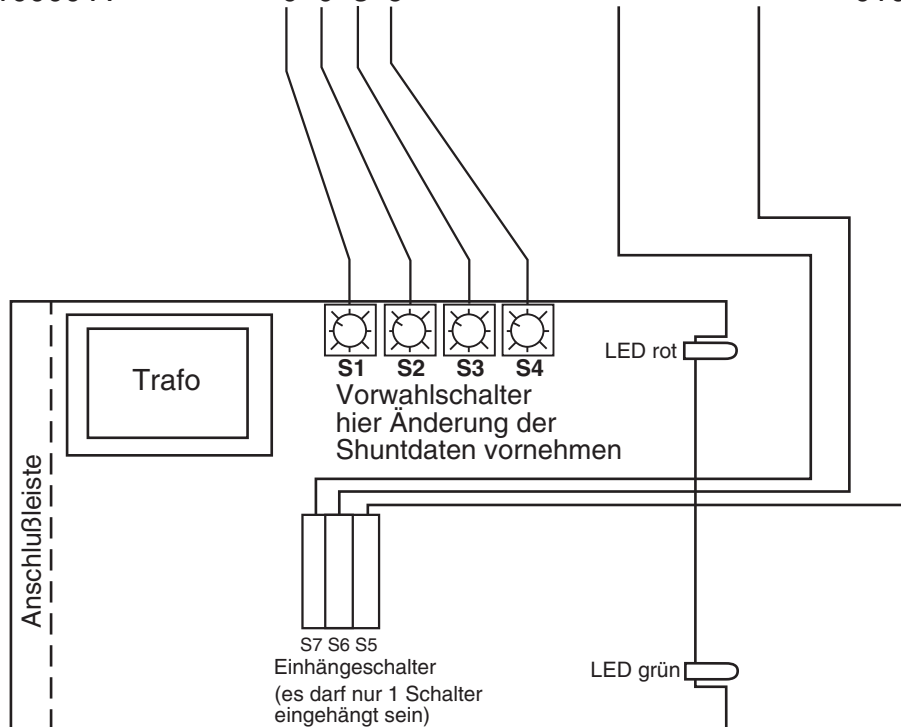 S1 S2 S3 S4
Vorwahlschalter
hier Änderung der
Shuntdaten vornehmen
Trafo
LED rot
Anschlußleiste
S7 S6 S5
Einhängeschalter
(es darf nur 1 Schalter
eingehängt sein)
LED grün